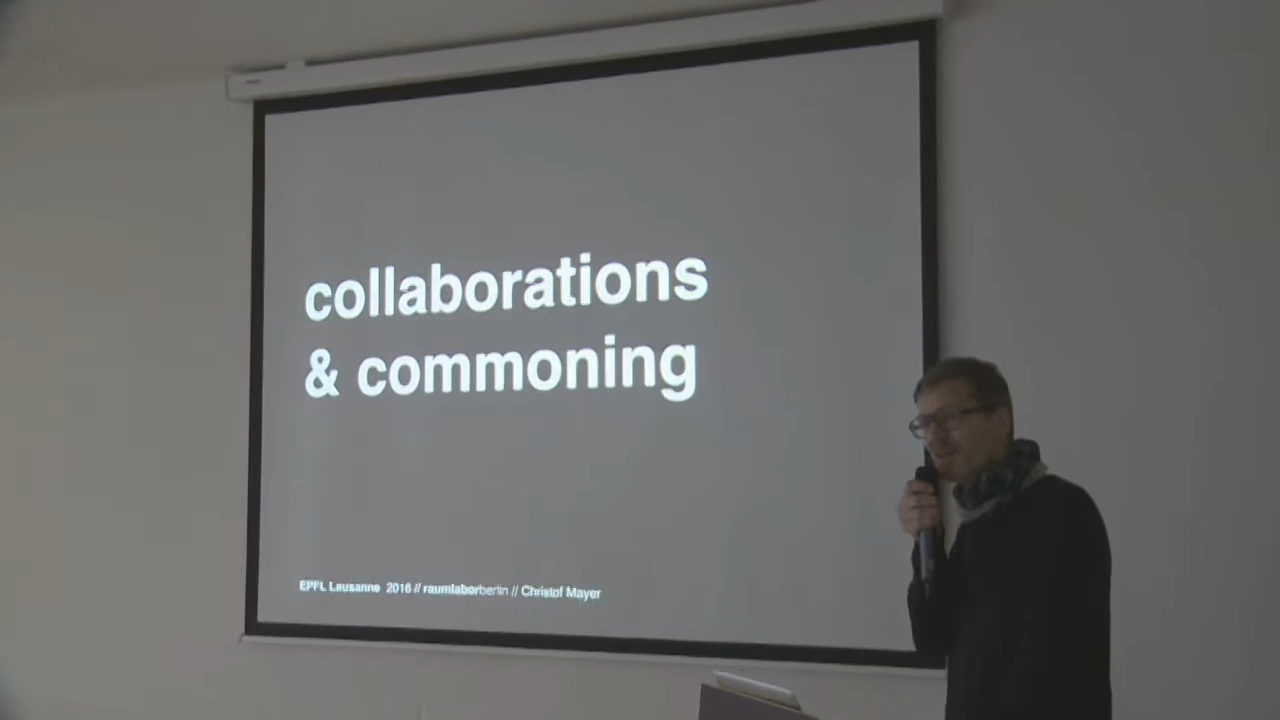 collaborations
& commoning
EPFL Lausanne 2016 // raumlaborberlin // Christof Mayer